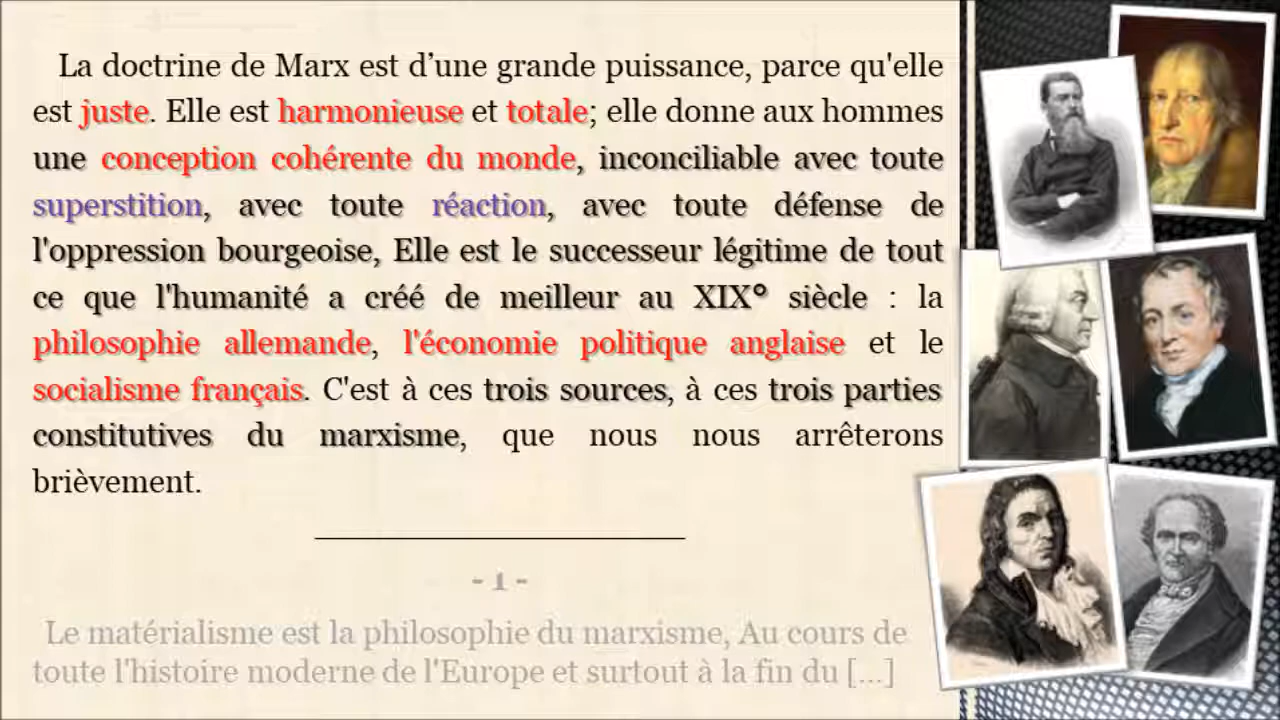 La doctrine de Marx est d’une grande puissance, parce qu'elle
est juste. Elle est harmonieuse et totale; elle donne aux hommes
une conception cohérente du monde, inconciliable avec toute
superstition, avec toute réaction, avec toute défense de
l'oppression bourgeoise, Elle est le successeur légitime de tout
ce que l'humanité a créé de meilleur au XIX° siècle : la
philosophie allemande, l'économie politique anglaise et le
socialisme français. C'est à ces trois sources, à ces trois parties
constitutives du marxisme, que nous nous arrêterons
brièvement.
- 1 -
Le matérialisme est la philosophie du marxisme, Au cours de
toute l'histoire moderne de l'Europe et surtout à la fin du [...]